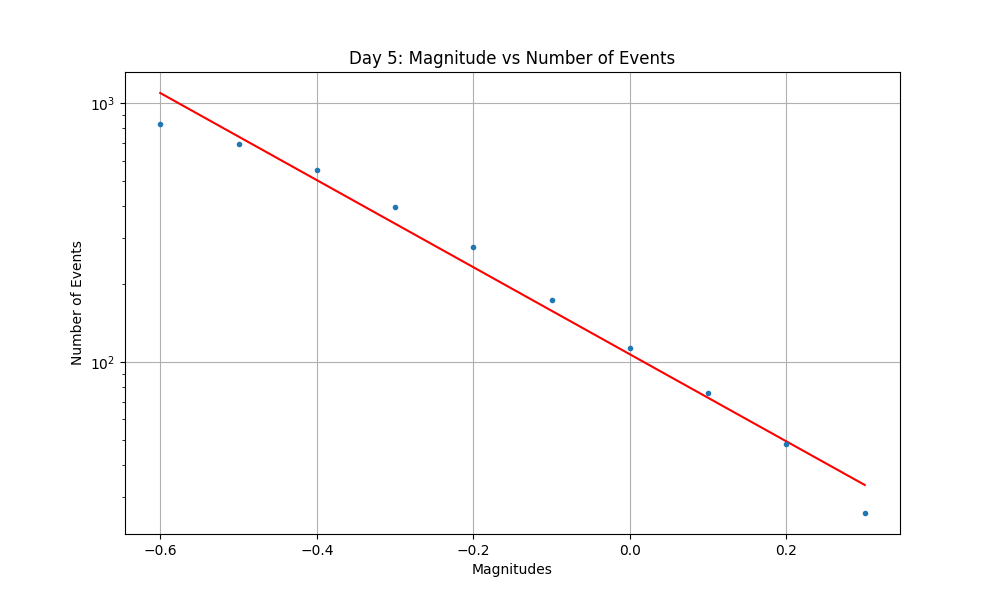 Day 5: Magnitude vs Number of Events
Number of Events
10³
10²
−0.6 −0.4 −0.2 0.0 0.2
Magnitudes